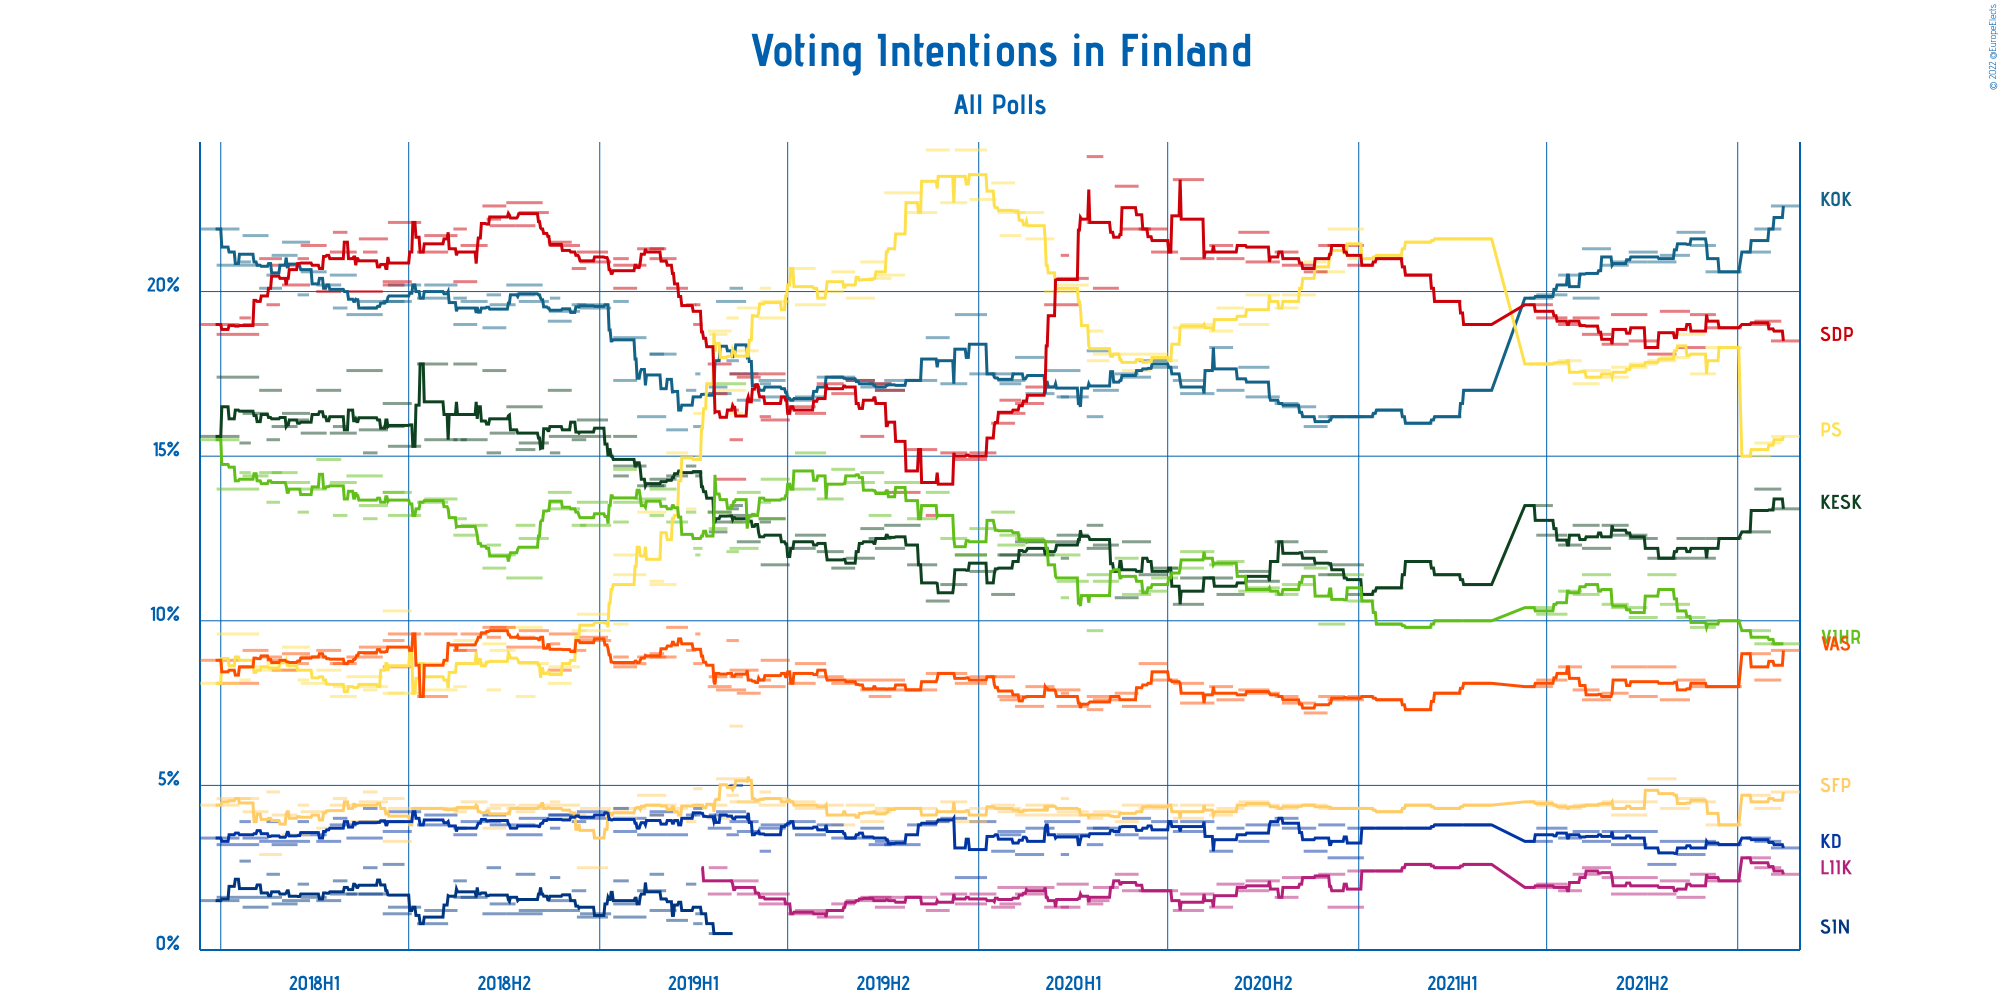 © 2022 @EuropeElects
Voting Intentions in Finland
All Polls
20%
15%
10%
5%
0%
KOK
SDP
PS
KESK
VIHR
VAS
SFP
KD
LIIK
SIN
2018H1
2018H2
2019H1
2019H2
2020H1
2020H2
2021H1
2021H2